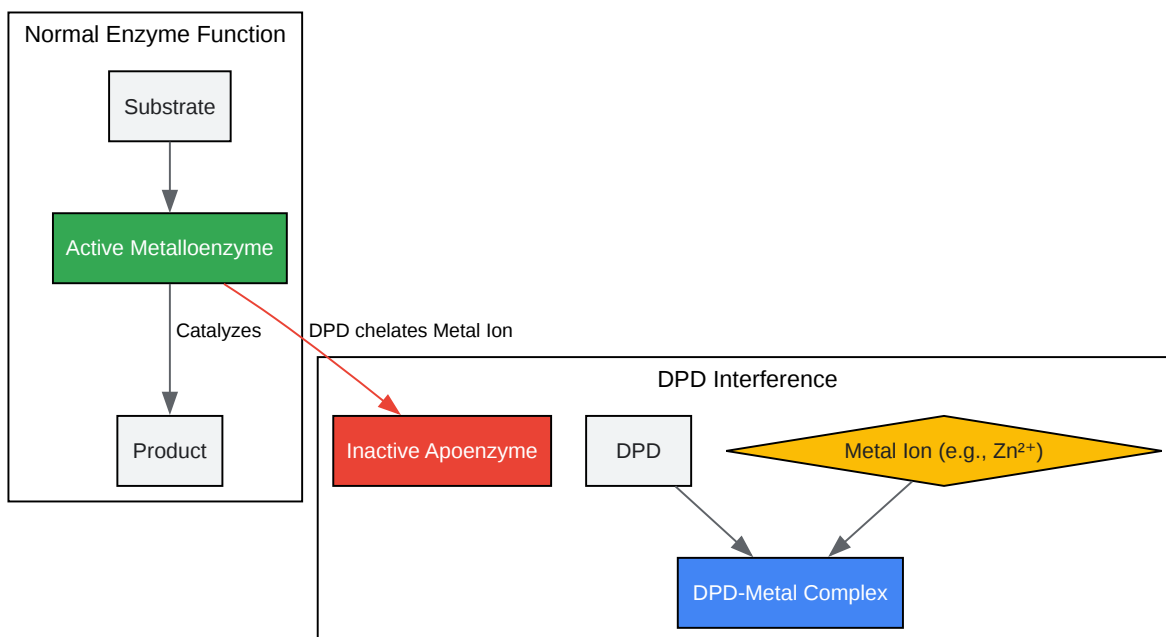 Normal Enzyme Function
Substrate
Active Metalloenzyme
Catalyzes
Product
DPD chelates Metal Ion
DPD Interference
Inactive Apoenzyme
DPD
Metal Ion (e.g., Zn²⁺)
DPD-Metal Complex